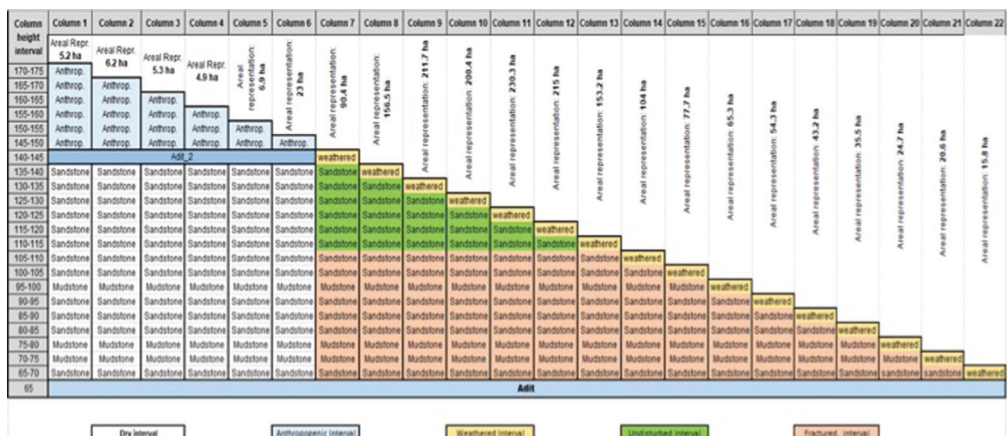 Column height interval Column 1 Column 2 Column 3 Column 4 Column 5 Column 6 Column 7 Column 8 Column 9 Column 10 Column 11 Column 12 Column 13 Column 14 Column 15 Column 16 Column 17 Column 18 Column 19 Column 20 Column 21 Column 22
Areal Repr. 5.2 ha
Areal Repr. 6.2 ha
Areal Repr. 5.3 ha
Areal Repr. 4.9 ha
Areal representation: 6.9 ha
Areal representation: 23 ha
Areal representation: 90.4 ha
Areal representation: 156.5 ha
Areal representation: 211.7 ha
Areal representation: 200.4 ha
Areal representation: 230.3 ha
Areal representation: 215 ha
Areal representation: 153.2 ha
Areal representation: 104 ha
Areal representation: 77.7 ha
Areal representation: 65.3 ha
Areal representation: 54.3 ha
Areal representation: 43.2 ha
Areal representation: 35.5 ha
Areal representation: 24.7 ha
Areal representation: 20.6 ha
Areal representation: 15.8 ha
170-175 Anthrop.
165-170 Anthrop. Anthrop.
160-165 Anthrop. Anthrop. Anthrop.
155-160 Anthrop. Anthrop. Anthrop. Anthrop.
150-155 Anthrop. Anthrop. Anthrop. Anthrop. Anthrop.
145-150 Anthrop. Anthrop. Anthrop. Anthrop. Anthrop. Anthrop.
140-145 Adit_2 weathered
135-140 Sandstone Sandstone Sandstone Sandstone Sandstone Sandstone Sandstone weathered
130-135 Sandstone Sandstone Sandstone Sandstone Sandstone Sandstone Sandstone Sandstone weathered
125-130 Sandstone Sandstone Sandstone Sandstone Sandstone Sandstone Sandstone Sandstone Sandstone weathered
120-125 Sandstone Sandstone Sandstone Sandstone Sandstone Sandstone Sandstone Sandstone Sandstone Sandstone weathered
115-120 Sandstone Sandstone Sandstone Sandstone Sandstone Sandstone Sandstone Sandstone Sandstone Sandstone Sandstone weathered
110-115 Sandstone Sandstone Sandstone Sandstone Sandstone Sandstone Sandstone Sandstone Sandstone Sandstone Sandstone Sandstone weathered
105-110 Sandstone Sandstone Sandstone Sandstone Sandstone Sandstone Sandstone Sandstone Sandstone Sandstone Sandstone Sandstone Sandstone weathered
100-105 Sandstone Sandstone Sandstone Sandstone Sandstone Sandstone Sandstone Sandstone Sandstone Sandstone Sandstone Sandstone Sandstone Sandstone weathered
95-100 Mudstone Mudstone Mudstone Mudstone Mudstone Mudstone Mudstone Mudstone Mudstone Mudstone Mudstone Mudstone Mudstone Mudstone Mudstone weathered
90-95 Sandstone Sandstone Sandstone Sandstone Sandstone Sandstone Sandstone Sandstone Sandstone Sandstone Sandstone Sandstone Sandstone Sandstone Sandstone Sandstone weathered
85-90 Sandstone Sandstone Sandstone Sandstone Sandstone Sandstone Sandstone Sandstone Sandstone Sandstone Sandstone Sandstone Sandstone Sandstone Sandstone Sandstone Sandstone weathered
80-85 Sandstone Sandstone Sandstone Sandstone Sandstone Sandstone Sandstone Sandstone Sandstone Sandstone Sandstone Sandstone Sandstone Sandstone Sandstone Sandstone Sandstone Sandstone weathered
75-80 Mudstone Mudstone Mudstone Mudstone Mudstone Mudstone Mudstone Mudstone Mudstone Mudstone Mudstone Mudstone Mudstone Mudstone Mudstone Mudstone Mudstone Mudstone Mudstone weathered
70-75 Mudstone Mudstone Mudstone Mudstone Mudstone Mudstone Mudstone Mudstone Mudstone Mudstone Mudstone Mudstone Mudstone Mudstone Mudstone Mudstone Mudstone Mudstone Mudstone Mudstone weathered
65-70 Sandstone Sandstone Sandstone Sandstone Sandstone Sandstone Sandstone Sandstone Sandstone Sandstone Sandstone Sandstone Sandstone Sandstone Sandstone Sandstone Sandstone Sandstone Sandstone sandstone sandstone weathered
65 Adit
Dry interval Anthropogenic Interval Weathered Interval Undisturbed Interval Fractured interval